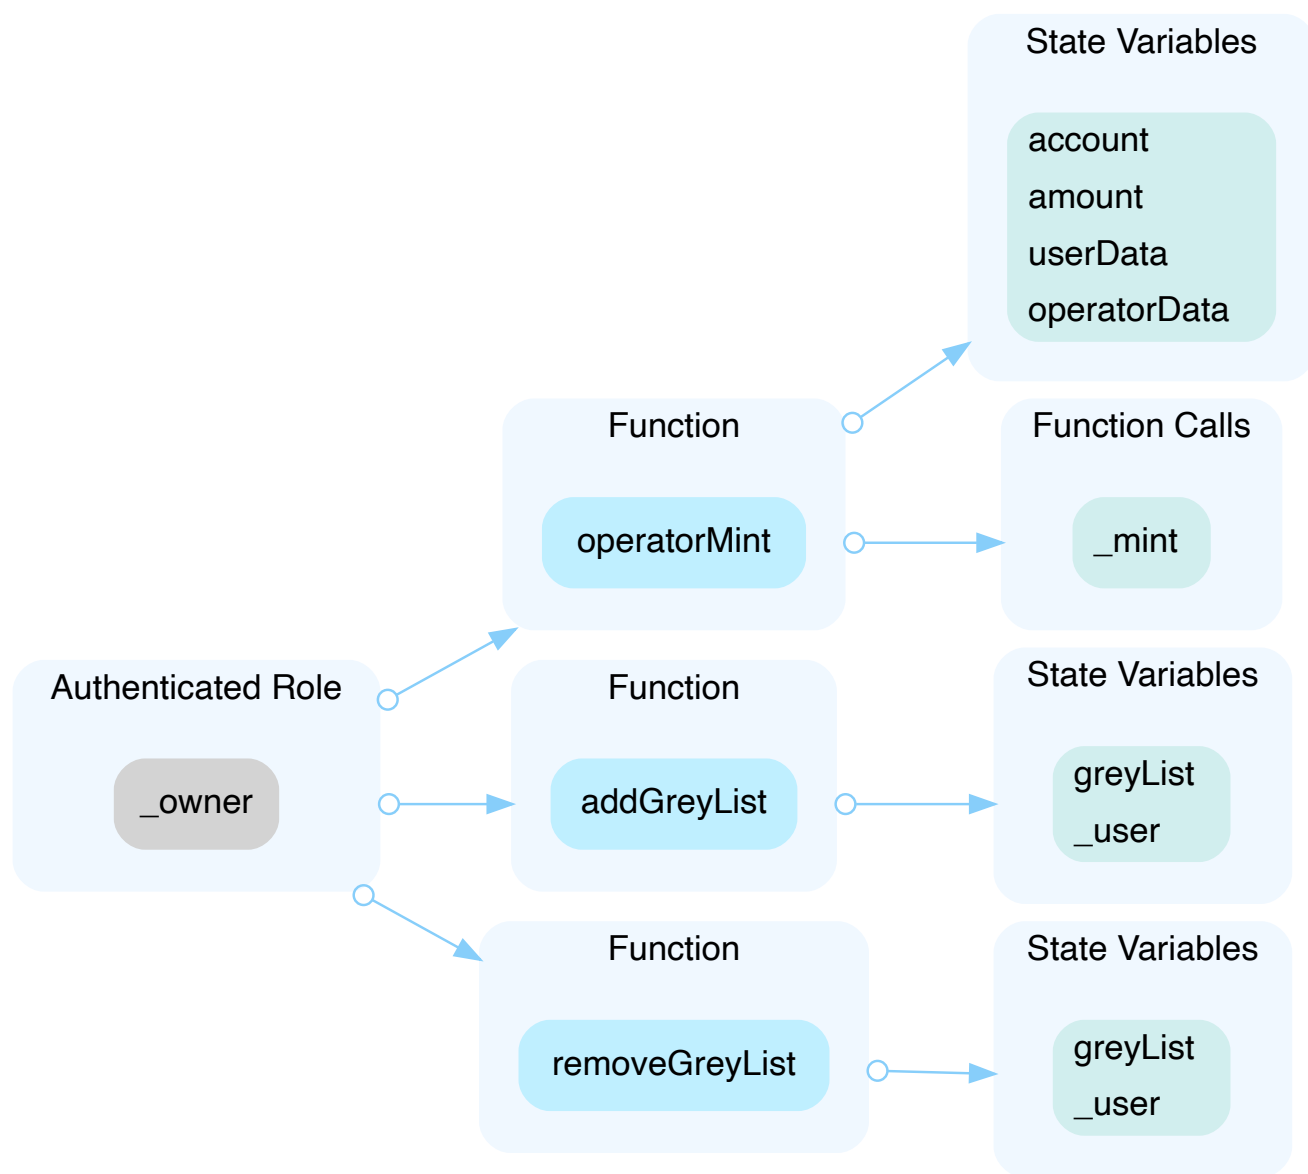 State Variables
account
amount
userData
operatorData
Function
operatorMint
Function Calls
_mint
Authenticated Role
_owner
Function
addGreyList
State Variables
greyList
_user
Function
removeGreyList
State Variables
greyList
_user